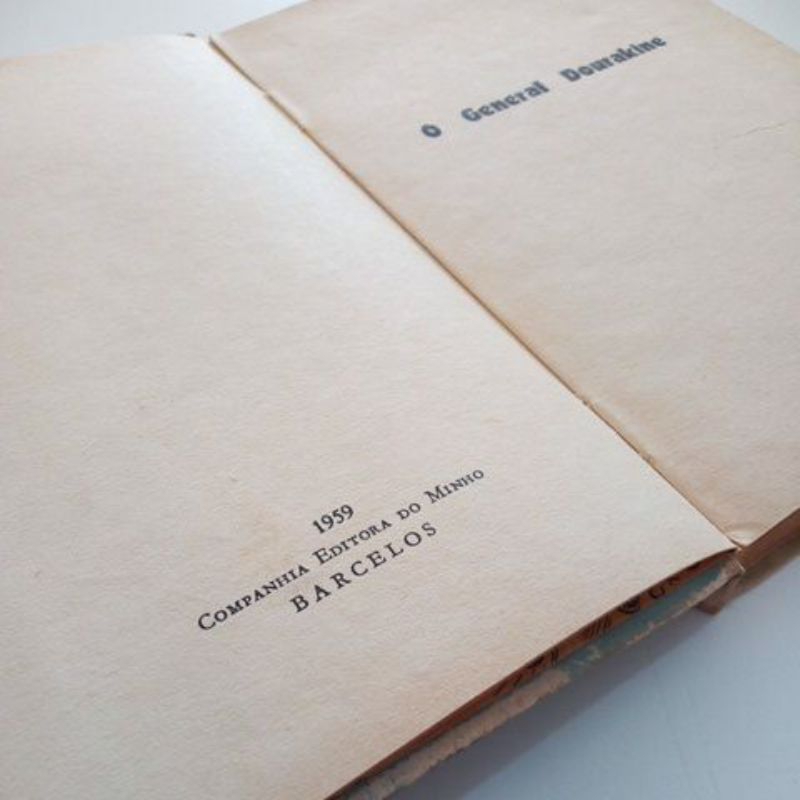 1959
COMPANHIA EDITORA DO MINHO
BARCELOS
O General Dourakine